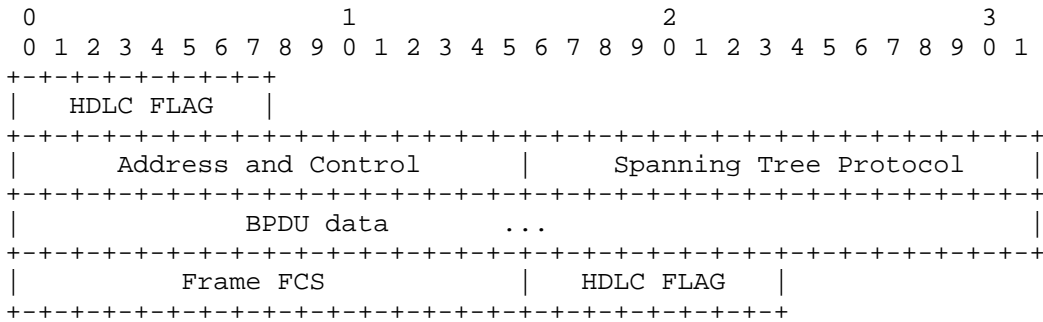 0                   1                   2                   3
 0 1 2 3 4 5 6 7 8 9 0 1 2 3 4 5 6 7 8 9 0 1 2 3 4 5 6 7 8 9 0 1
+-+-+-+-+-+-+-+-+
|   HDLC FLAG   |
+-+-+-+-+-+-+-+-+-+-+-+-+-+-+-+-+-+-+-+-+-+-+-+-+-+-+-+-+-+-+-+-+
|      Address and Control      |     Spanning Tree Protocol    |
+-+-+-+-+-+-+-+-+-+-+-+-+-+-+-+-+-+-+-+-+-+-+-+-+-+-+-+-+-+-+-+-+
|              BPDU data       ...                              |
+-+-+-+-+-+-+-+-+-+-+-+-+-+-+-+-+-+-+-+-+-+-+-+-+-+-+-+-+-+-+-+-+
|          Frame FCS            |   HDLC FLAG   |
+-+-+-+-+-+-+-+-+-+-+-+-+-+-+-+-+-+-+-+-+-+-+-+-+